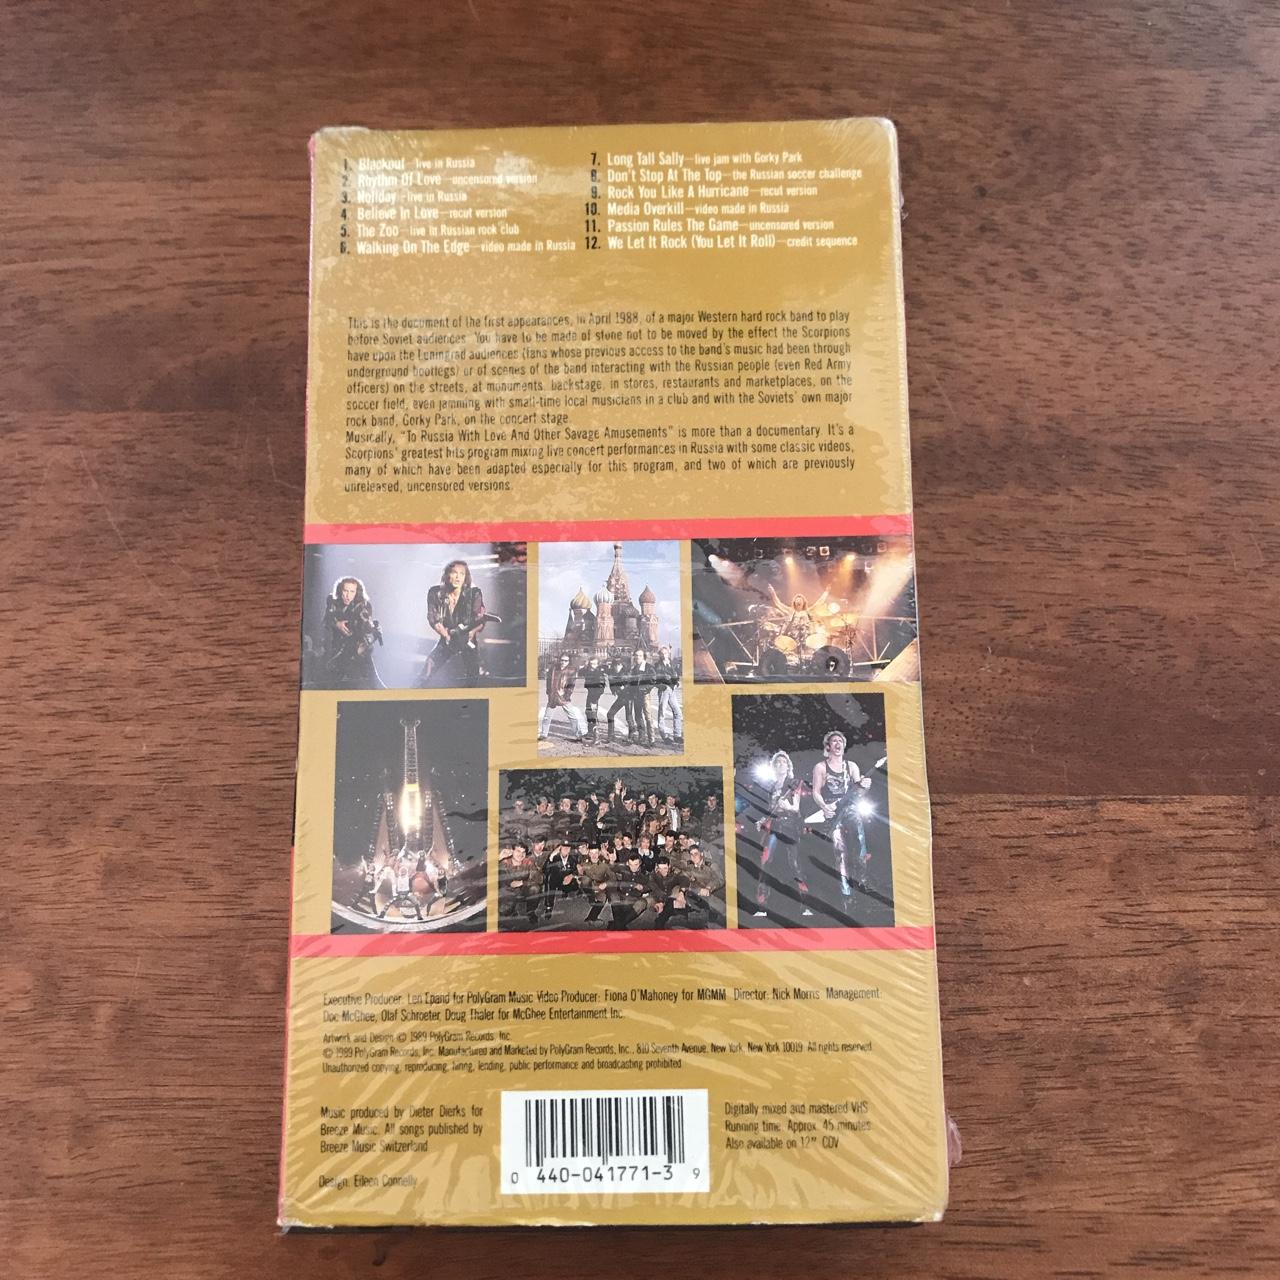 1. Blackout—live in Russia
2. Rhythm Of Love—uncensored version
3. Holiday—live in Russia
4. Believe In Love—recut version
5. The Zoo—live in Russian rock club
6. Walking On The Edge—video made in Russia
7. Long Tall Sally—live jam with Gorky Park
8. Don't Stop At The Top—the Russian soccer challenge
9. Rock You Like A Hurricane—recut version
10. Media Overkill—video made in Russia
11. Passion Rules The Game—uncensored version
12. We Let It Rock (You Let It Roll)—credit sequence
This is the document of the first appearances, in April 1988, of a major Western hard rock band to play
before Soviet audiences. You have to be made of stone not to be moved by the effect the Scorpions
have upon the Leningrad audiences (fans whose previous access to the band's music had been through
underground bootlegs) or of scenes of the band interacting with the Russian people (even Red Army
officers) on the streets, at monuments, backstage, in stores, restaurants and marketplaces, on the
soccer field, even jamming with small-time local musicians in a club and with the Soviets' own major
rock band, Gorky Park, on the concert stage.
Musically, "To Russia With Love And Other Savage Amusements" is more than a documentary. It's a
Scorpions' greatest hits program mixing live concert performances in Russia with some classic videos,
many of which have been adapted especially for this program, and two of which are previously
unreleased, uncensored versions.
Executive Producer: Len Epand for PolyGram Music Video Producer: Fiona O'Mahoney for MGMM Director: Nick Morris Management:
Doc McGhee, Olaf Schroeter, Doug Thaler for McGhee Entertainment Inc.
Artwork and Design © 1989 PolyGram Records, Inc.
© 1989 PolyGram Records, Inc. Manufactured and Marketed by PolyGram Records, Inc., 810 Seventh Avenue, New York, New York 10019. All rights reserved.
Unauthorized copying, reproducing, hiring, lending, public performance and broadcasting prohibited.
Music produced by Dieter Dierks for
Breeze Music. All songs published by
Breeze Music Switzerland
Design: Eileen Connelly
0 440-041771-3 9
Digitally mixed and mastered VHS
Running time: Approx. 45 minutes
Also available on 12" CDV